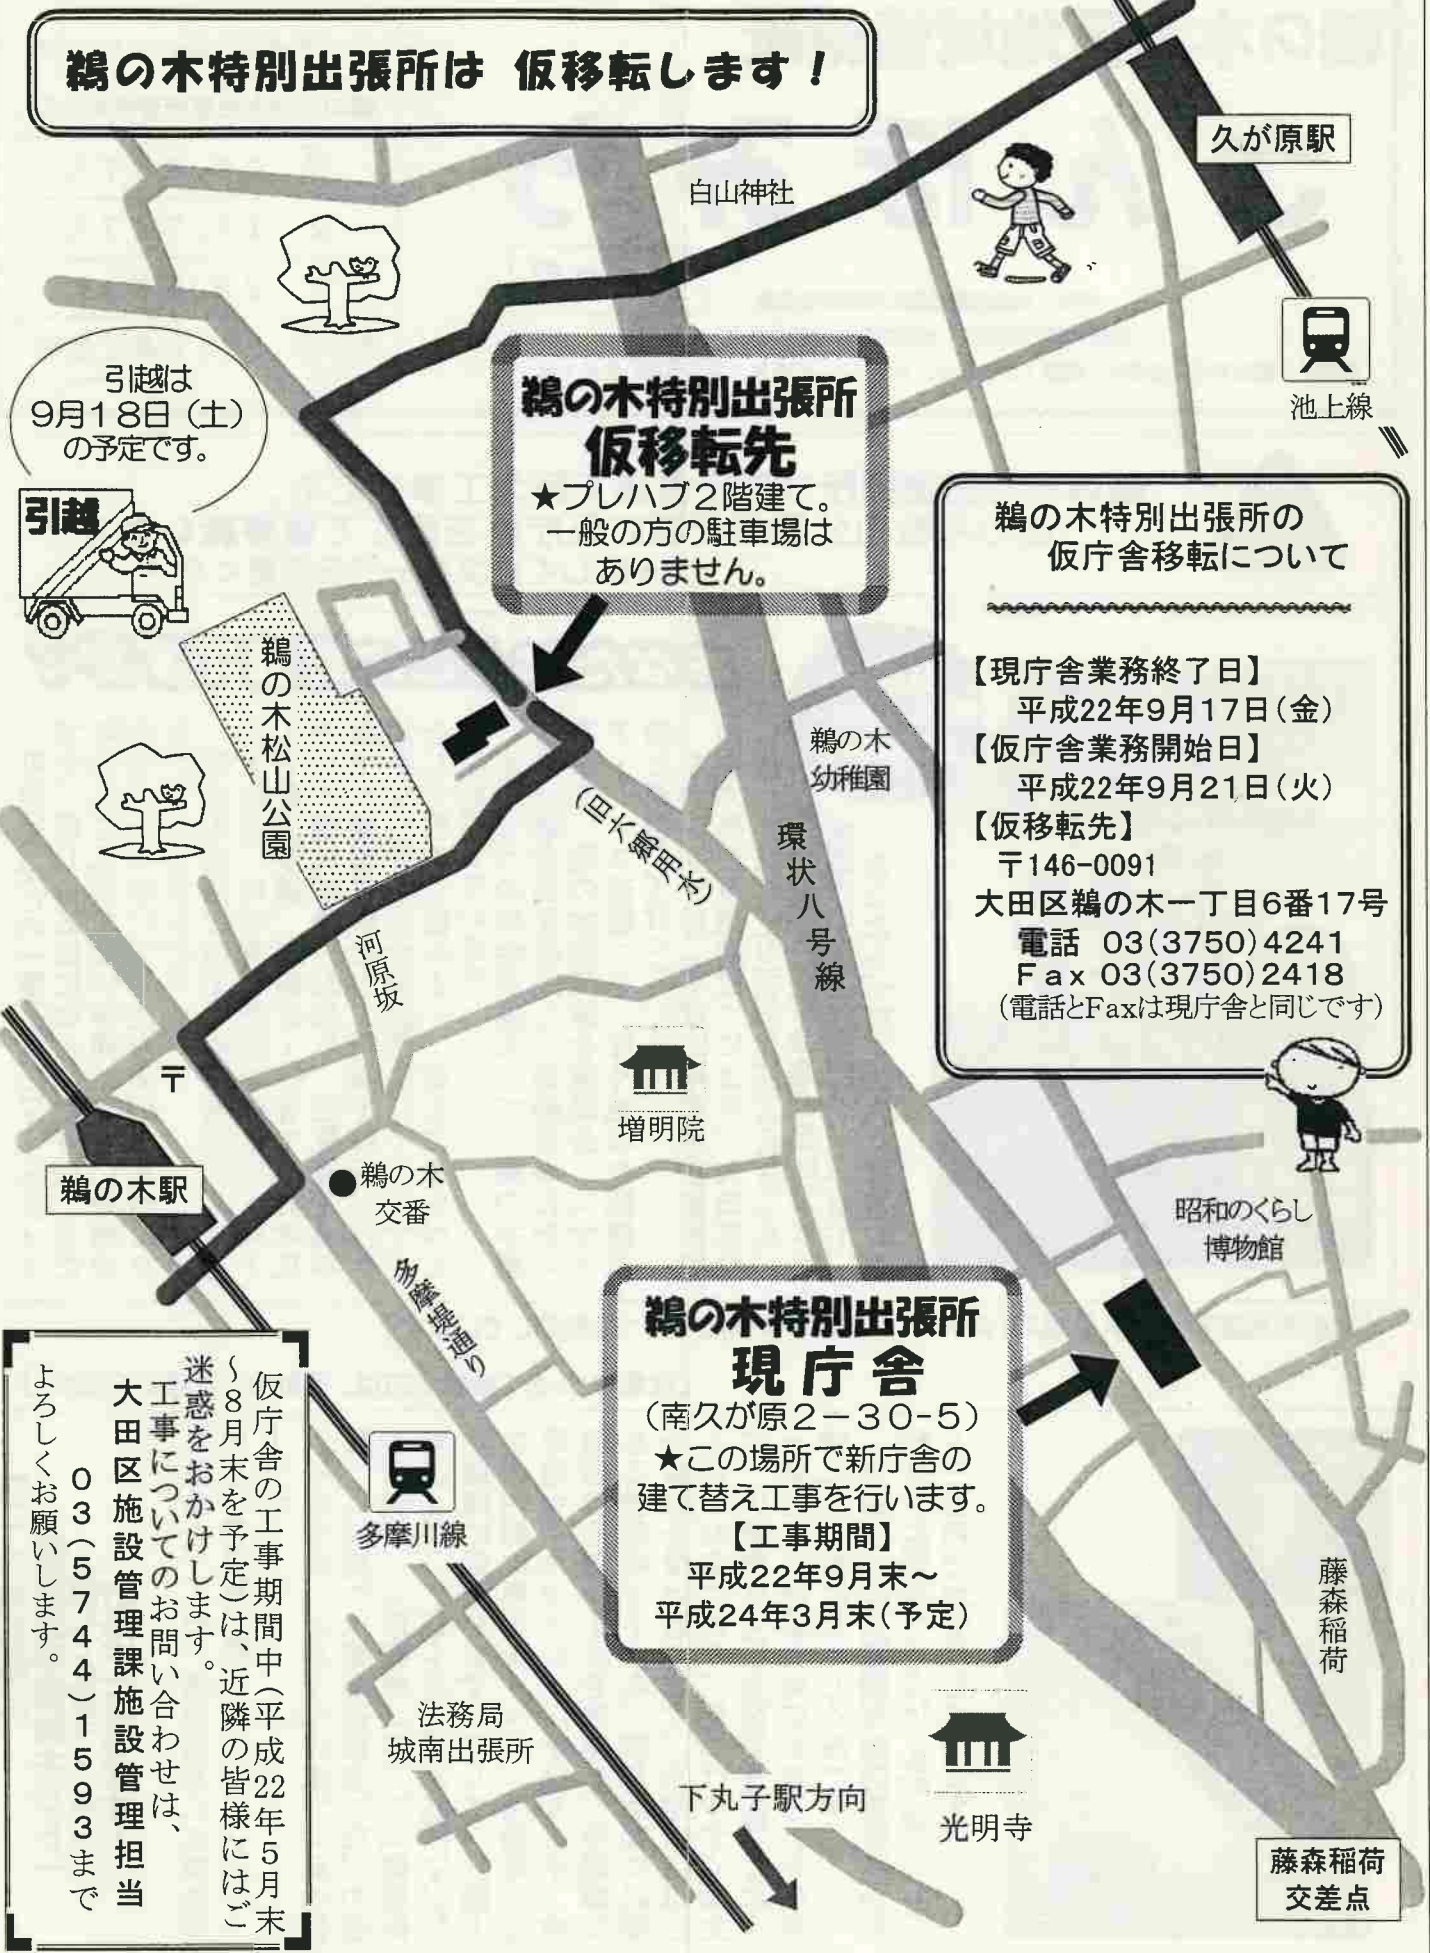 鵜の木特別出張所は 仮移転します！
久が原駅
白山神社
池上線
引越は
9月18日（土）
の予定です。
引越
鵜の木特別出張所
仮移転先
★プレハブ2階建て。
一般の方の駐車場は
ありません。
鵜の木特別出張所の
仮庁舎移転について
【現庁舎業務終了日】
平成22年9月17日（金）
【仮庁舎業務開始日】
平成22年9月21日（火）
【仮移転先】
〒146-0091
大田区鵜の木一丁目6番17号
電話 03(3750)4241
Fax 03(3750)2418
（電話とFaxは現庁舎と同じです）
鵜の木松山公園
鵜の木
幼稚園
（旧六郷用水）
環状八号線
河原坂
〒
増明院
鵜の木駅
鵜の木
交番
昭和のくらし
博物館
多摩堤通り
鵜の木特別出張所
現庁舎
（南久が原2－30-5）
★この場所で新庁舎の
建て替え工事を行います。
【工事期間】
平成22年9月末～
平成24年3月末（予定）
仮庁舎の工事期間中（平成22年5月末
～8月末を予定）は、近隣の皆様にはご
迷惑をおかけします。
工事についてのお問い合わせは、
大田区施設管理課施設管理担当
03（5744）1593まで
よろしくお願いします。
多摩川線
藤森稲荷
法務局
城南出張所
下丸子駅方向
光明寺
藤森稲荷
交差点